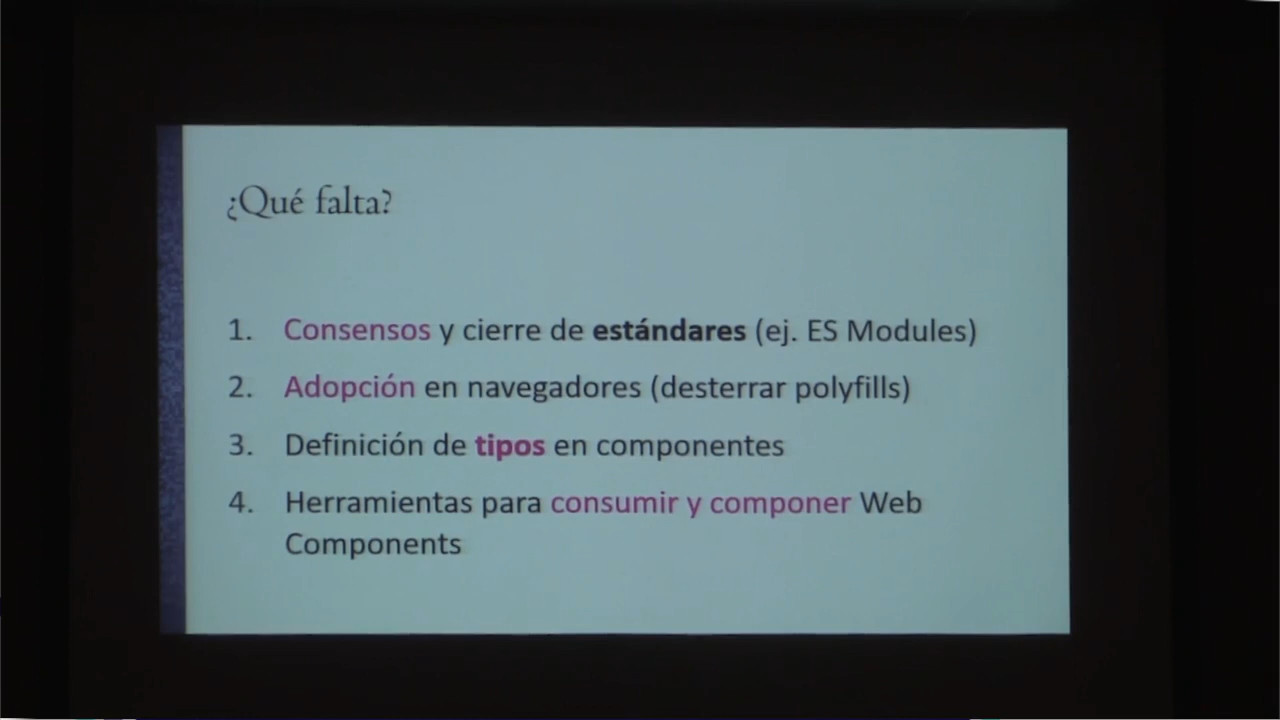 ¿Qué falta?
1. Consensos y cierre de estándares (ej. ES Modules)
2. Adopción en navegadores (desterrar polyfills)
3. Definición de tipos en componentes
4. Herramientas para consumir y componer Web
Components